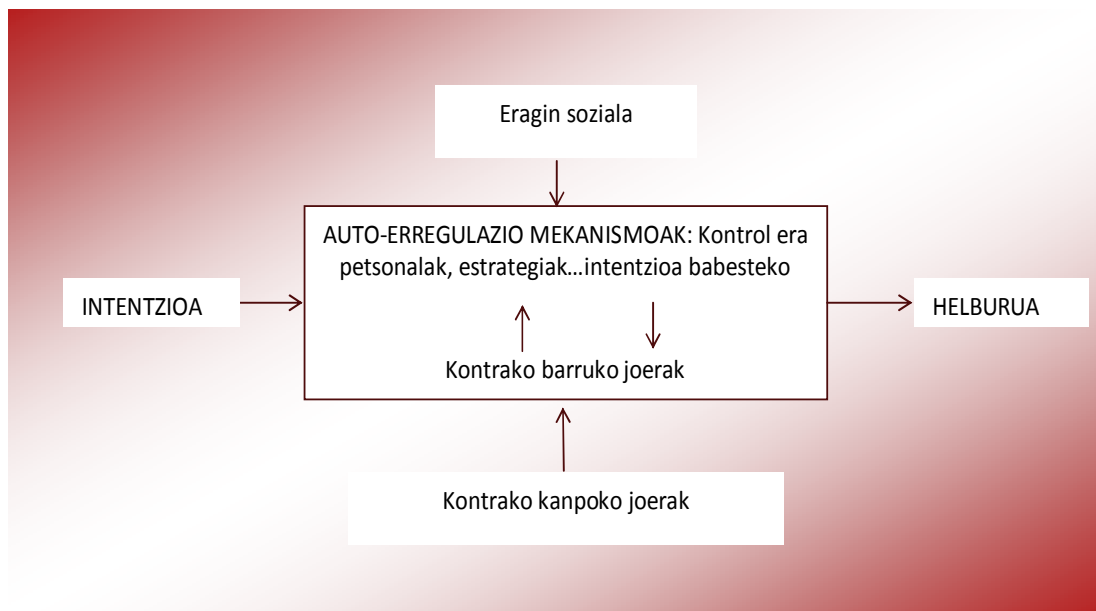 Eragin soziala
AUTO-ERREGULAZIO MEKANISMOAK: Kontrol era
petsonalak, estrategiak...intentzioa babesteko
INTENTZIOA
HELBURUA
Kontrako barruko joerak
Kontrako kanpoko joerak